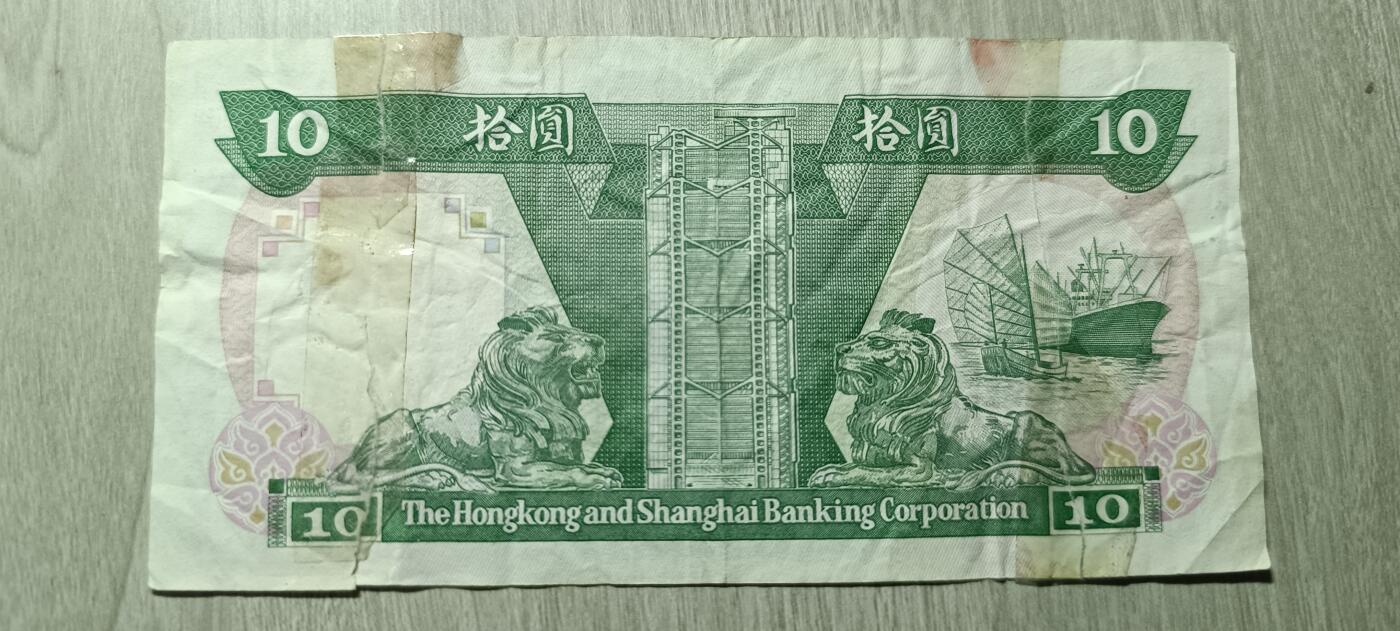 10 拾圓 拾圓 10
10 The Hongkong and Shanghai Banking Corporation 10